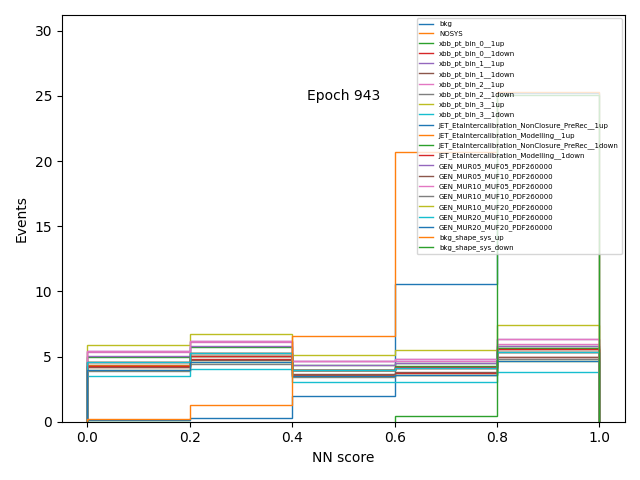 bkg
NOSYS
xbb_pt_bin_0__1up
xbb_pt_bin_0__1down
xbb_pt_bin_1__1up
xbb_pt_bin_1__1down
xbb_pt_bin_2__1up
xbb_pt_bin_2__1down
xbb_pt_bin_3__1up
xbb_pt_bin_3__1down
JET_EtaIntercalibration_NonClosure_PreRec__1up
JET_EtaIntercalibration_Modelling__1up
JET_EtaIntercalibration_NonClosure_PreRec__1down
JET_EtaIntercalibration_Modelling__1down
GEN_MUR05_MUF05_PDF260000
GEN_MUR05_MUF10_PDF260000
GEN_MUR10_MUF05_PDF260000
GEN_MUR10_MUF10_PDF260000
GEN_MUR10_MUF20_PDF260000
GEN_MUR20_MUF10_PDF260000
GEN_MUR20_MUF20_PDF260000
bkg_shape_sys_up
bkg_shape_sys_down
Epoch 943
30
25
20
15
10
5
0
Events
0.0 0.2 0.4 0.6 0.8 1.0
NN score